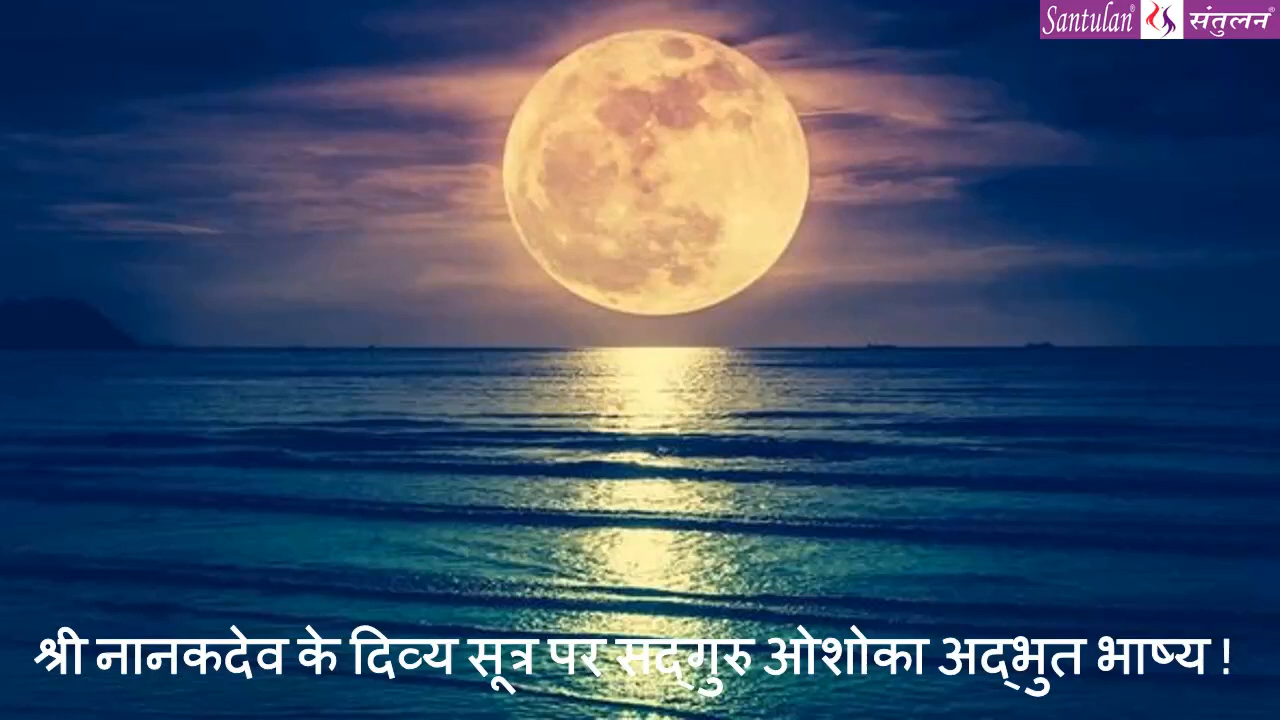 Santulan® संतुलन®
श्री नानकदेव के दिव्य सूत्र पर सद्‌गुरु ओशोका अद्‌भुत भाष्य !